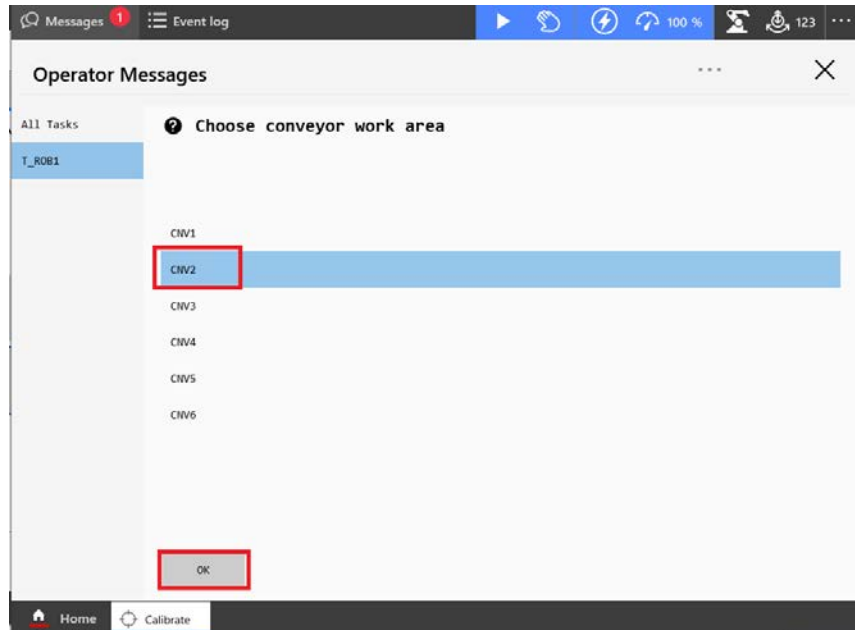 Messages 1 Event log 100 % 123 ...
Operator Messages ...
All Tasks
T_ROB1
Choose conveyor work area
CNV1
CNV2
CNV3
CNV4
CNV5
CNV6
OK
Home Calibrate